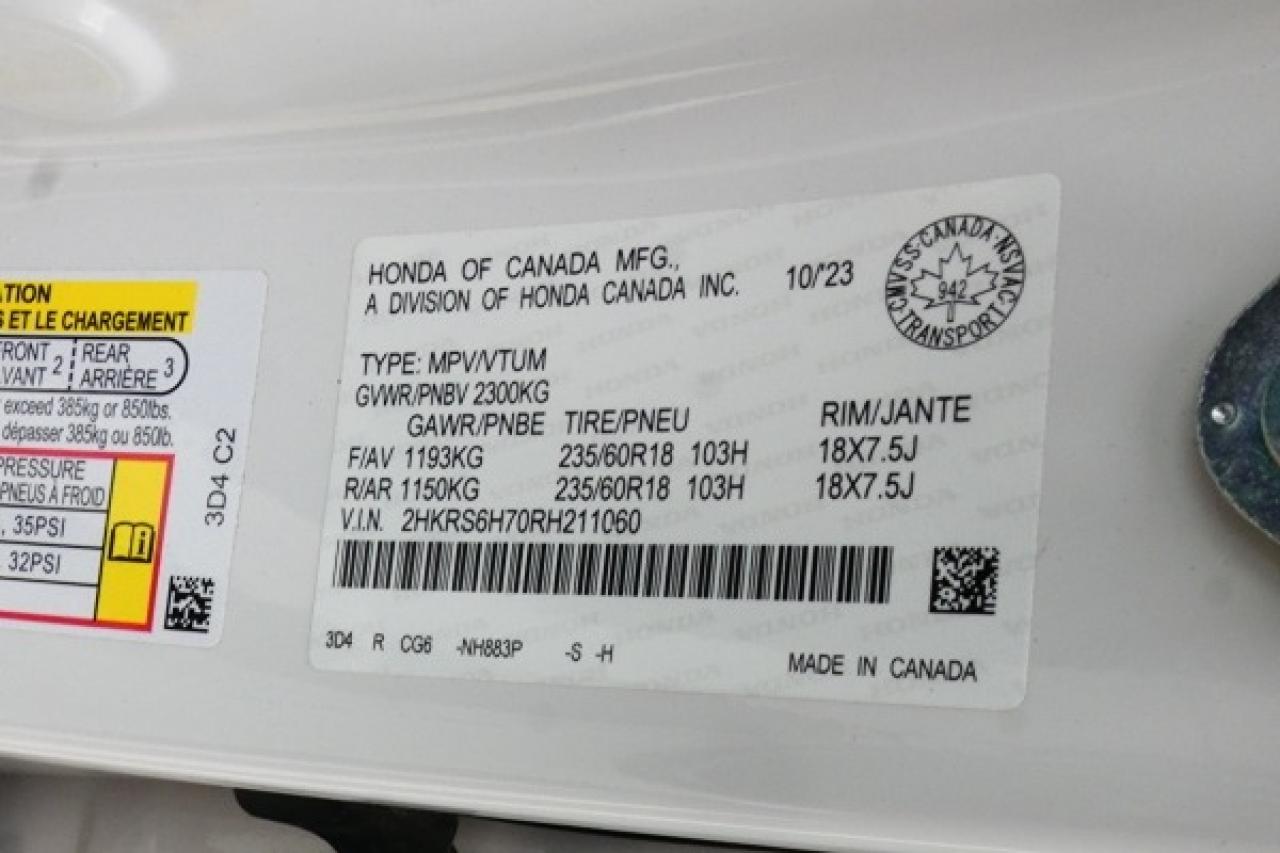 ATION
S ET LE CHARGEMENT
FRONT 2 REAR 3
AVANT ARRIÈRE
exceed 385kg or 850lbs.
dépasser 385kg ou 850lb.
PRESSURE
PNEUS À FROID
, 35PSI
32PSI
3D4 C2
HONDA OF CANADA MFG.,
A DIVISION OF HONDA CANADA INC. 10/'23
CMVSS·CANADA·NSVAC·TRANSPORT
942
TYPE: MPV/VTUM
GVWR/PNBV 2300KG
GAWR/PNBE TIRE/PNEU RIM/JANTE
F/AV 1193KG 235/60R18 103H 18X7.5J
R/AR 1150KG 235/60R18 103H 18X7.5J
V.I.N. 2HKRS6H70RH211060
3D4 R CG6 -NH883P -S -H
MADE IN CANADA